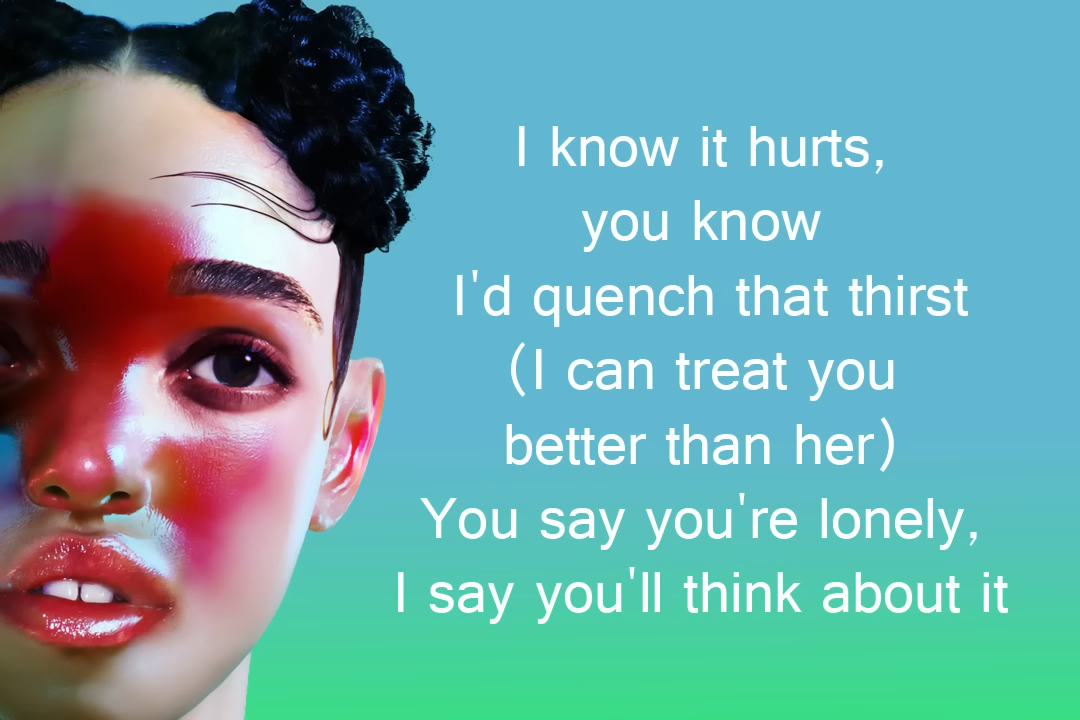 I know it hurts,
you know
I'd quench that thirst
(I can treat you
better than her)
You say you're lonely,
I say you'll think about it